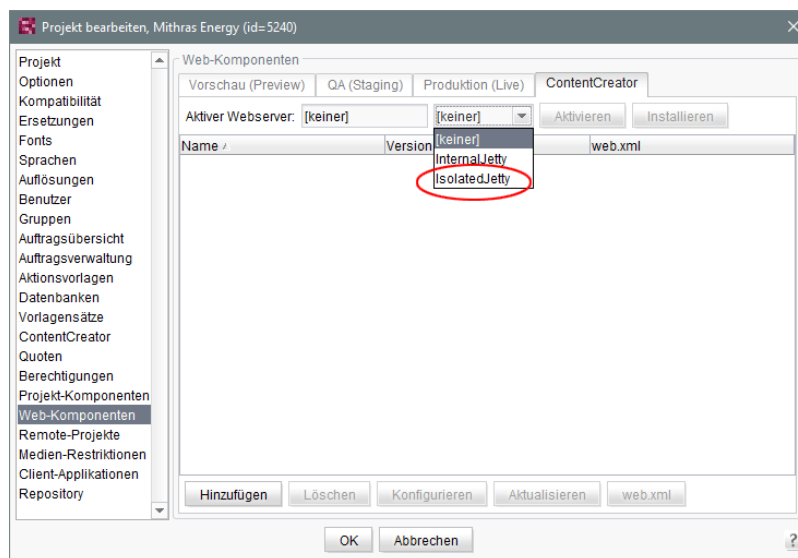 Projekt bearbeiten, Mithras Energy (id=5240)
Projekt
Optionen
Kompatibilität
Ersetzungen
Fonts
Sprachen
Auflösungen
Benutzer
Gruppen
Auftragsübersicht
Auftragsverwaltung
Aktionsvorlagen
Datenbanken
Vorlagensätze
ContentCreator
Quoten
Berechtigungen
Projekt-Komponenten
Web-Komponenten
Remote-Projekte
Medien-Restriktionen
Client-Applikationen
Repository
Web-Komponenten
Vorschau (Preview) QA (Staging) Produktion (Live) ContentCreator
Aktiver Webserver: [keiner] [keiner] Aktivieren Installieren
Name Version web.xml
[keiner]
InternalJetty
IsolatedJetty
Hinzufügen Löschen Konfigurieren Aktualisieren web.xml
OK Abbrechen ?